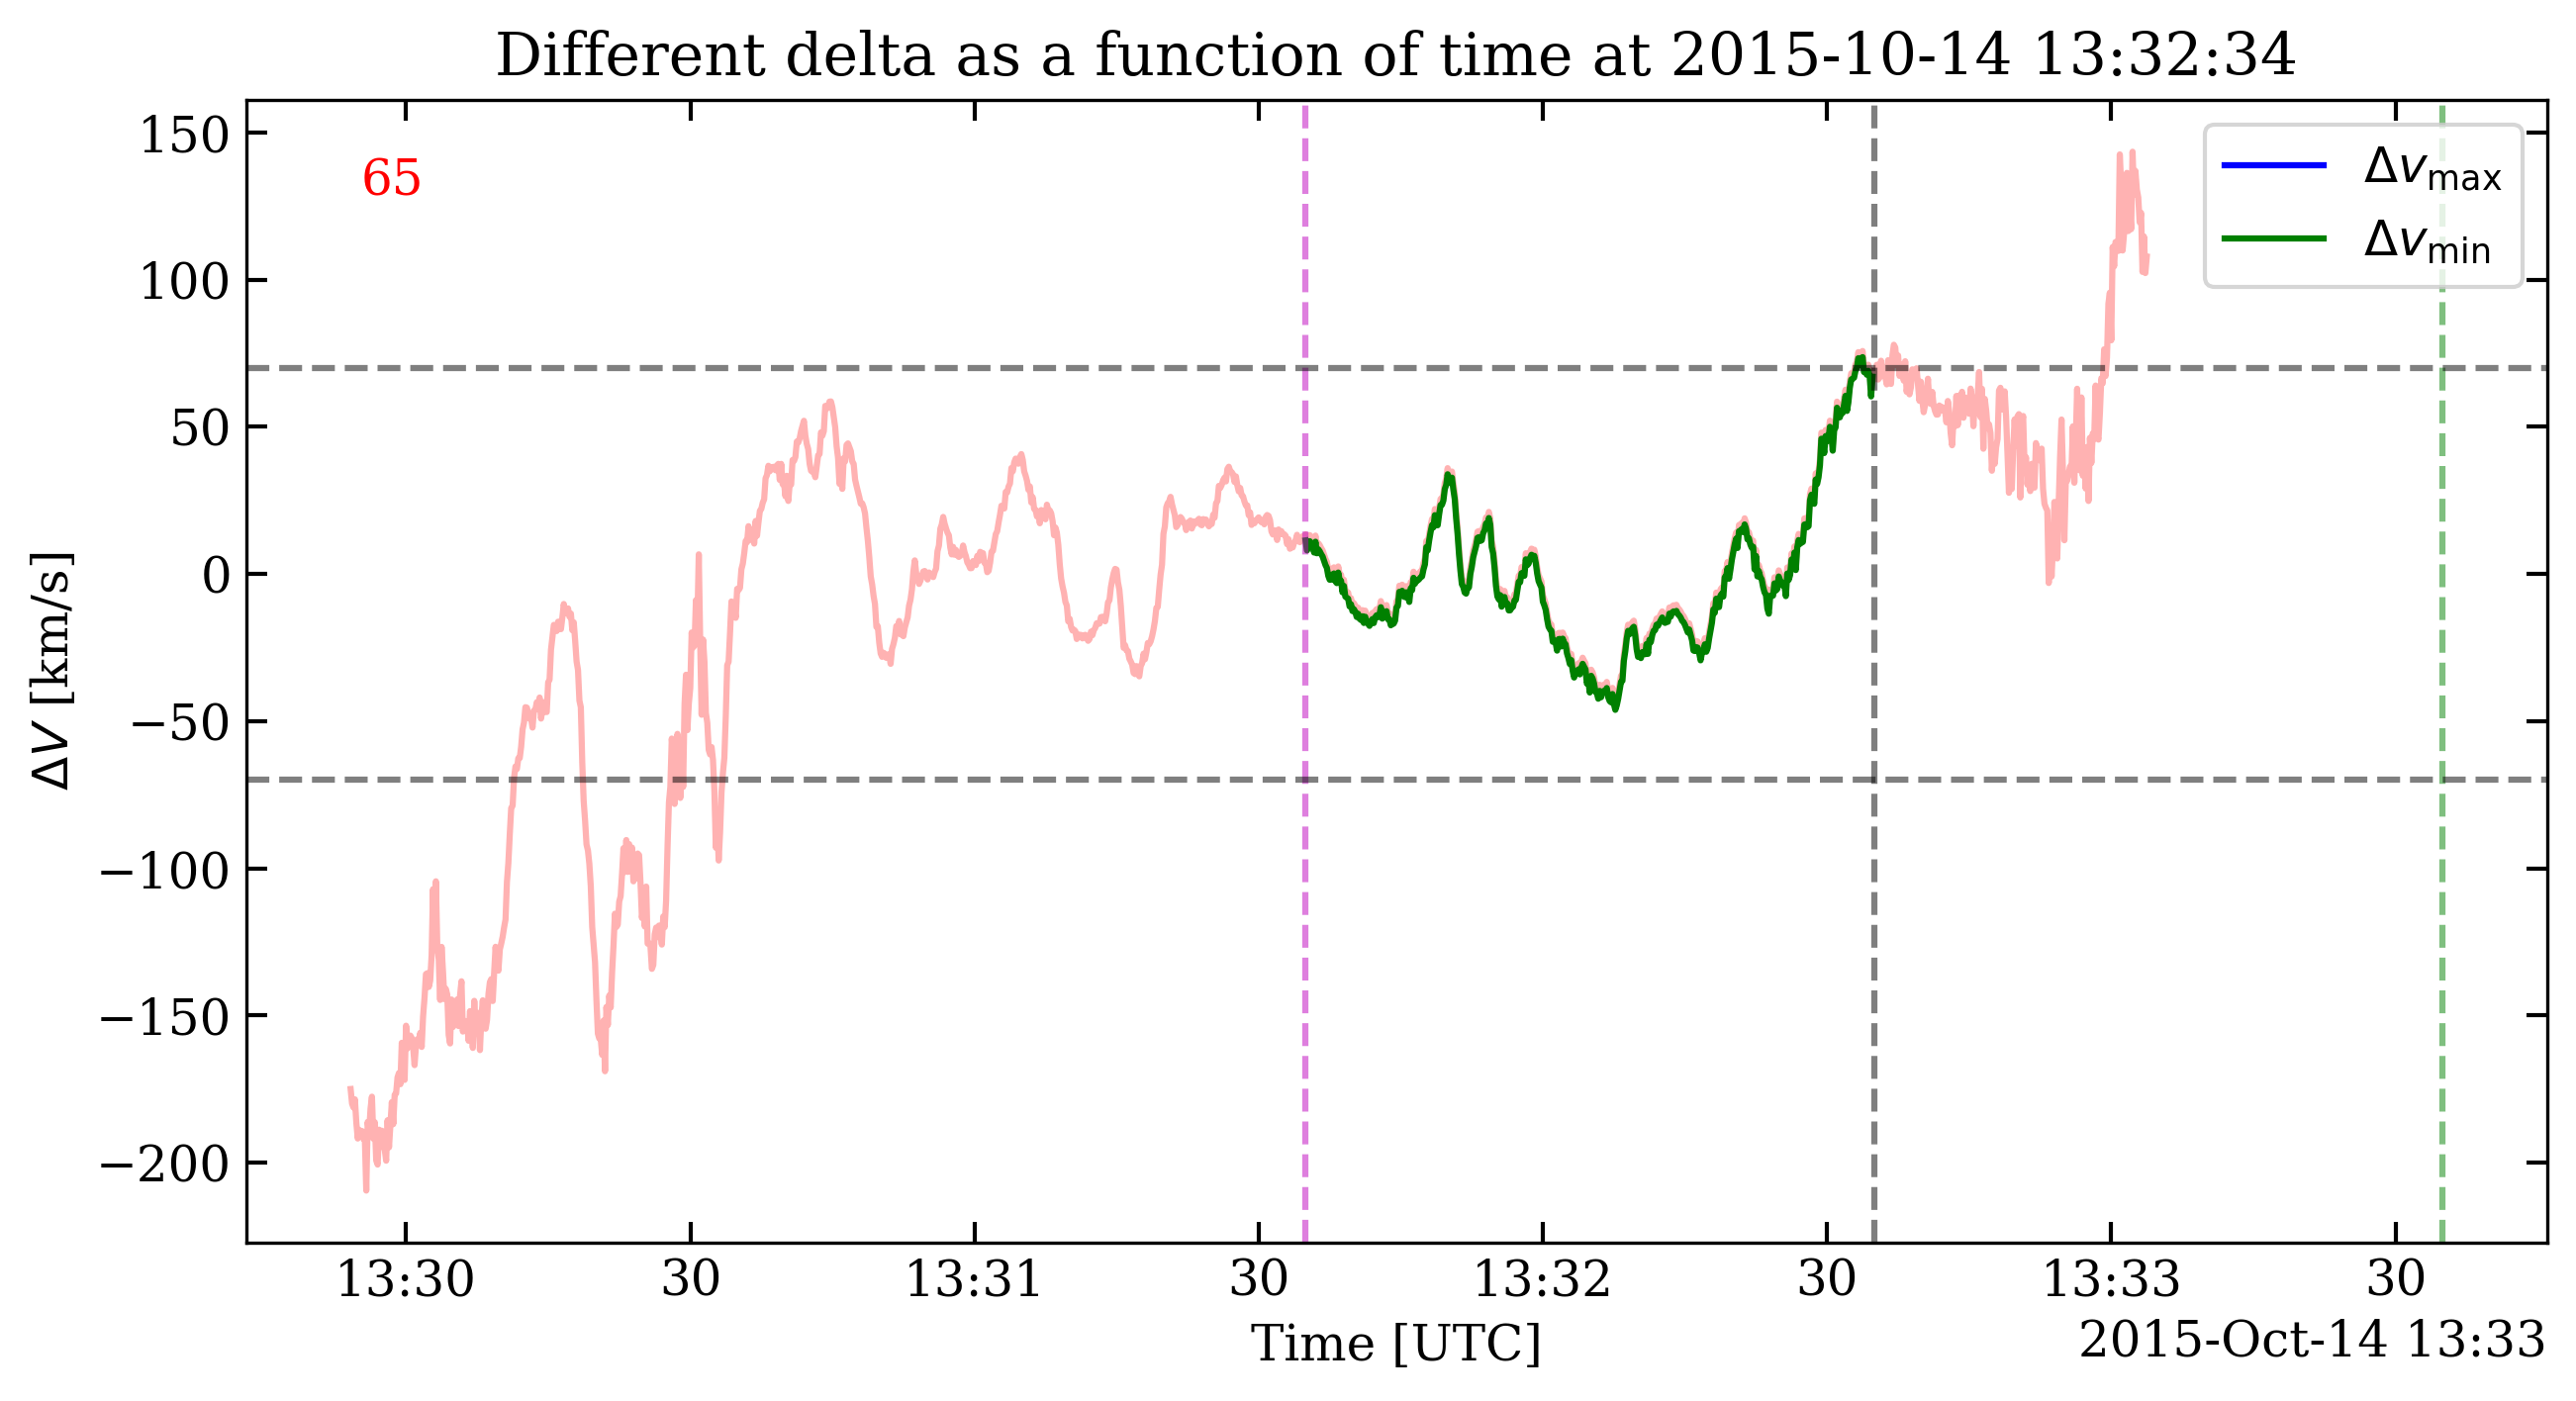 Different delta as a function of time at 2015-10-14 13:32:34
150
100
50
0
−50
−100
−150
−200
ΔV [km/s]
65
Δv_max
Δv_min
13:30 30 13:31 30 13:32 30 13:33 30
Time [UTC]
2015-Oct-14 13:33